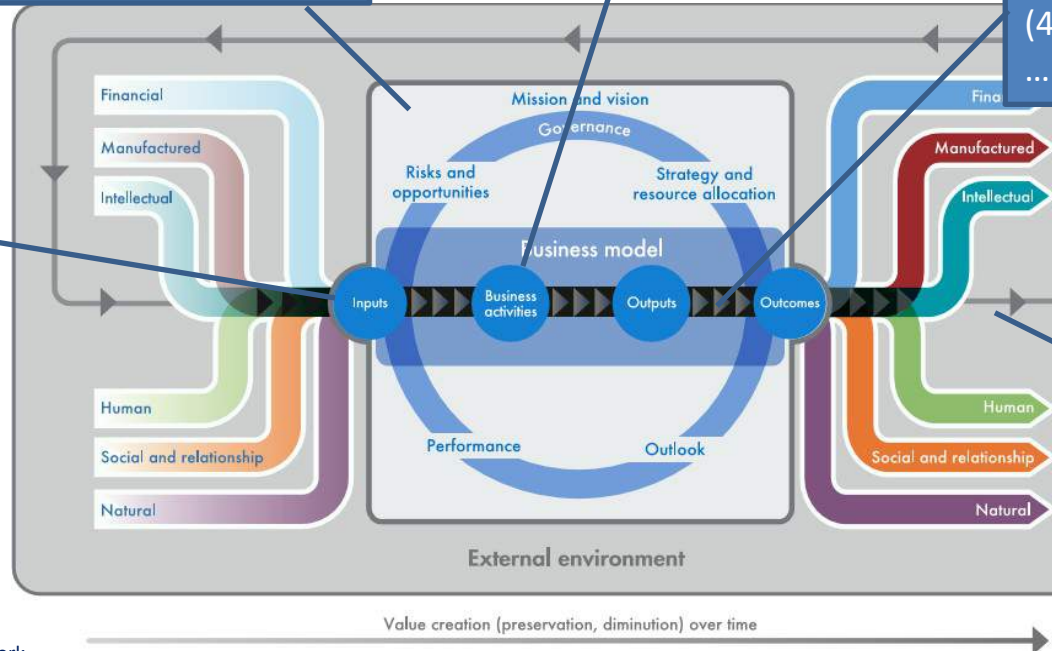 (4
...
Financial
Manufactured
Intellectual
Human
Social and relationship
Natural
Mission and vision
Governance
Risks and
opportunities
Strategy and
resource allocation
Business model
Inputs
Business
activities
Outputs
Outcomes
Performance
Outlook
Fina
Manufactured
Intellectual
Human
Social and relationship
Natural
External environment
Value creation (preservation, diminution) over time